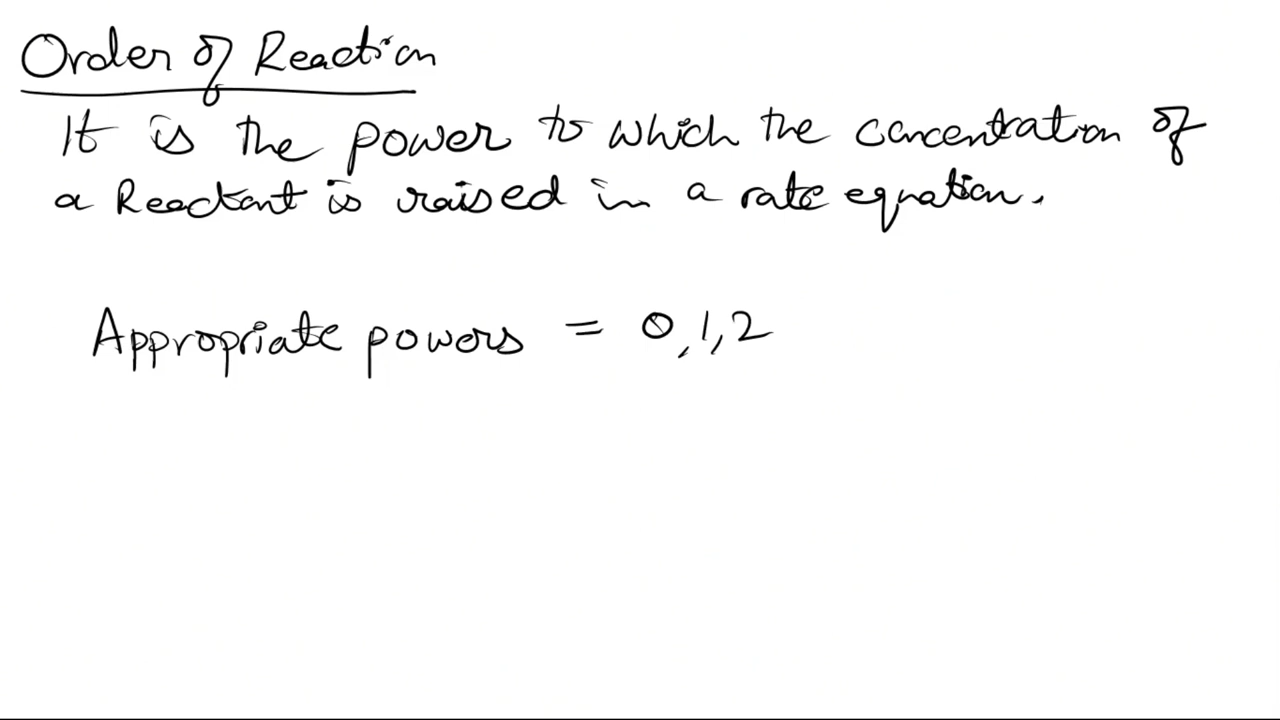 Order of Reaction
It is the power to which the concentration of
a Reactant is raised in a rate equation.
Appropriate powers = 0,1,2